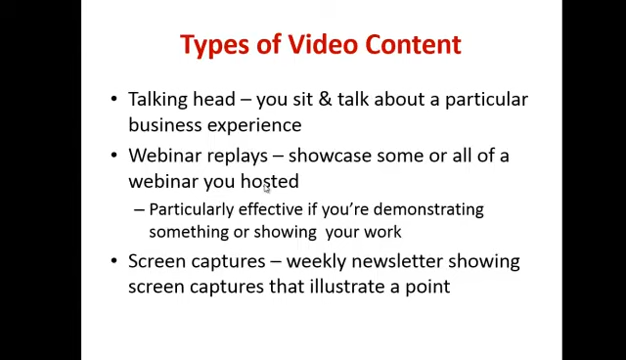 Types of Video Content
• Talking head – you sit & talk about a particular
business experience
• Webinar replays – showcase some or all of a
webinar you hosted
– Particularly effective if you’re demonstrating
something or showing your work
• Screen captures – weekly newsletter showing
screen captures that illustrate a point